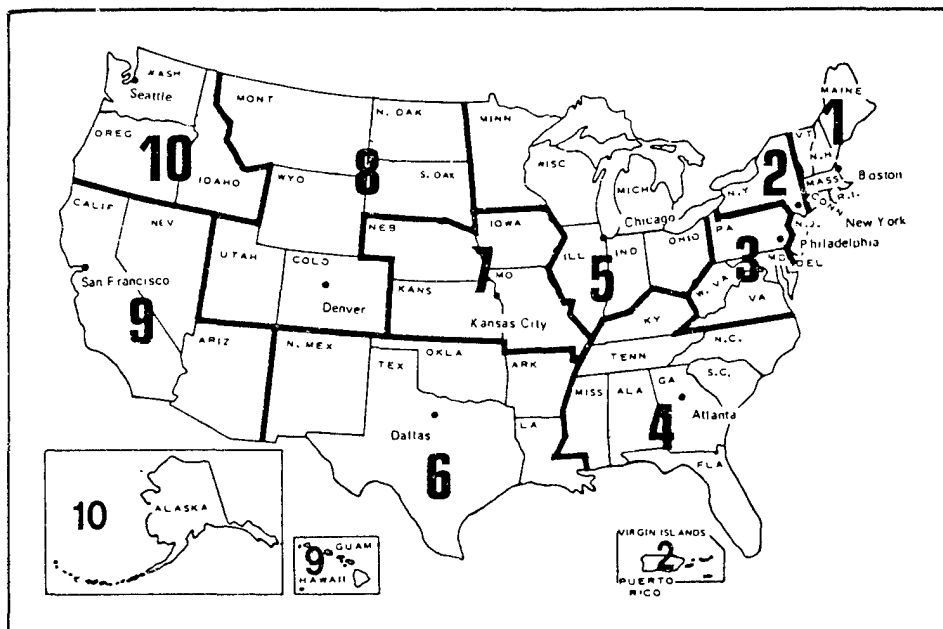 WASH
Seattle
MONT
N. DAK
MINN
MAINE
1
OREG
10
IDAHO
WYO
8
S. DAK
WISC
MICH
VT
N.H
2
N.Y
MASS
Boston
R.I.
CONN
New York
CALIF
NEV
NEB
IOWA
Chicago
PA
N.J.
Philadelphia
UTAH
COLO
7
ILL
IND
OHIO
3
MD
DEL
San Francisco
Denver
KANS
MO
5
W. VA
VA
9
Kansas City
KY
ARIZ
N. MEX
OKLA
TENN
N.C.
TEX
ARK
S.C.
MISS
ALA
GA
Atlanta
Dallas
LA
4
6
FLA
10
ALASKA
9
GUAM
HAWAII
VIRGIN ISLANDS
2
PUERTO
RICO